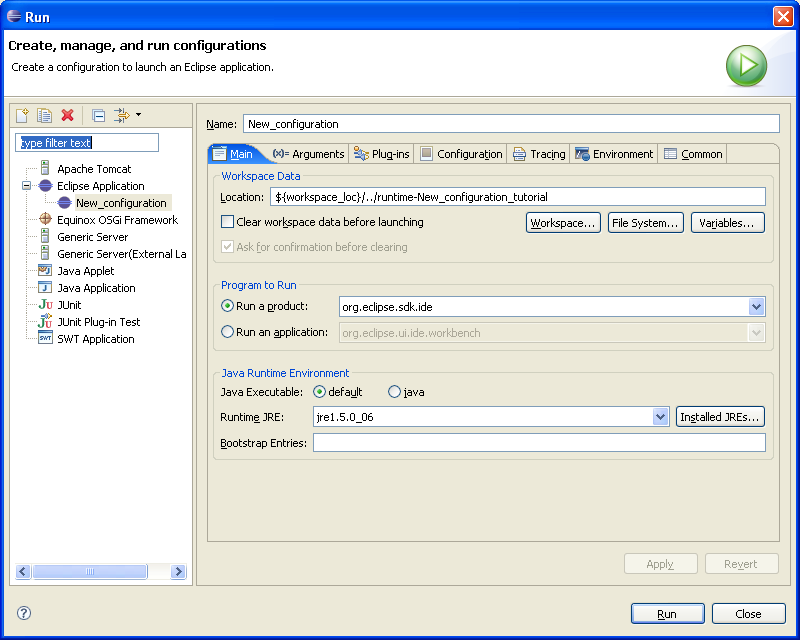 Run
Create, manage, and run configurations
Create a configuration to launch an Eclipse application.
type filter text
Apache Tomcat
Eclipse Application
New_configuration
Equinox OSGi Framework
Generic Server
Generic Server(External La
Java Applet
Java Application
JUnit
JUnit Plug-in Test
SWT Application
Name: New_configuration
Main (x)= Arguments Plug-ins Configuration Tracing Environment Common
Workspace Data
Location: ${workspace_loc}/../runtime-New_configuration_tutorial
Clear workspace data before launching Workspace... File System... Variables...
Ask for confirmation before clearing
Program to Run
Run a product: org.eclipse.sdk.ide
Run an application: org.eclipse.ui.ide.workbench
Java Runtime Environment
Java Executable: default java
Runtime JRE: jre1.5.0_06 Installed JREs...
Bootstrap Entries:
Apply Revert
Run Close